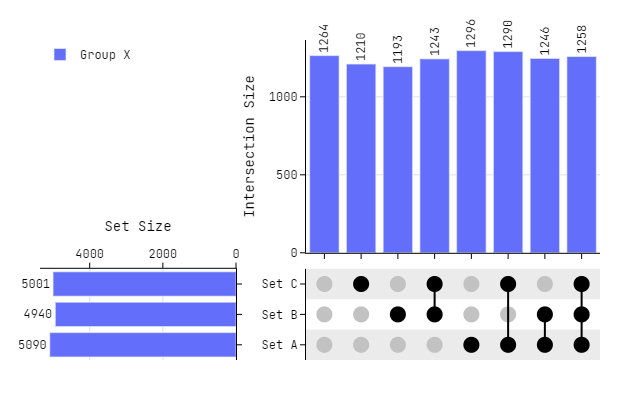 1264
1210
1193
1243
1296
1290
1246
1258
Group X
Intersection Size
1000
500
0
Set Size
4000 2000 0
5001
4940
5090
Set C
Set B
Set A